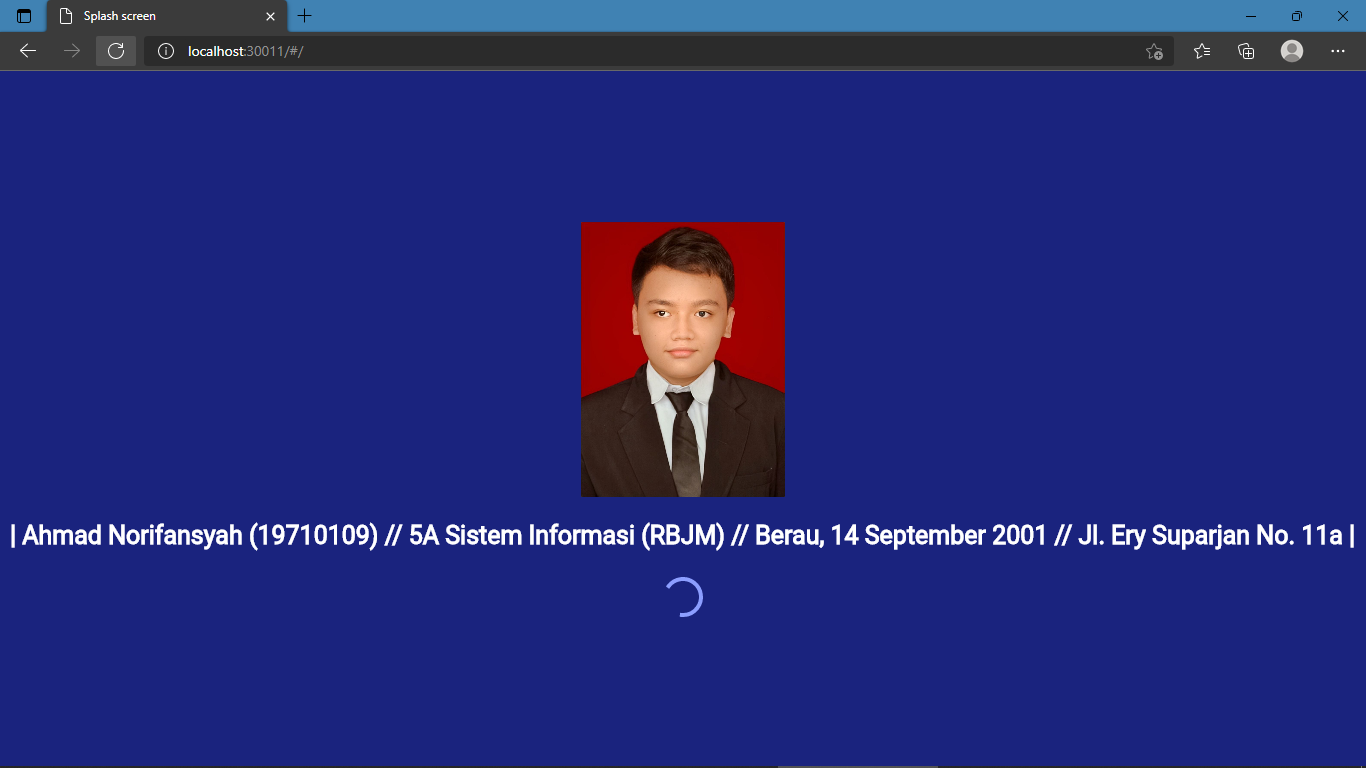 Splash screen
localhost:30011/#/
| Ahmad Norifansyah (19710109) // 5A Sistem Informasi (RBJM) // Berau, 14 September 2001 // Jl. Ery Suparjan No. 11a |